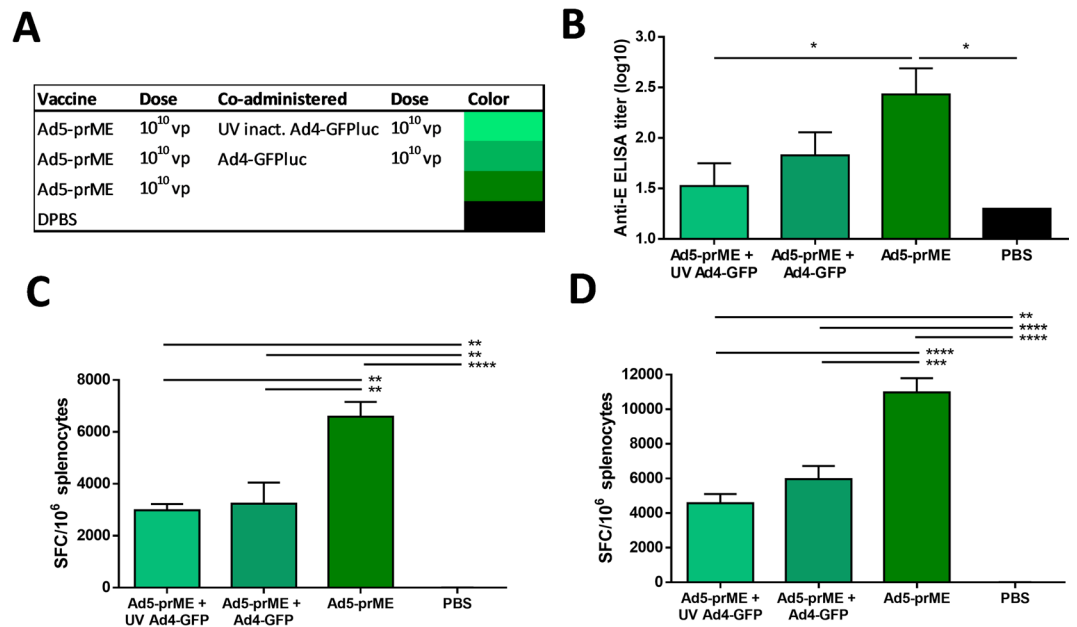 A
Vaccine Dose Co-administered Dose Color
Ad5-prME 10^10 vp UV inact. Ad4-GFPluc 10^10 vp
Ad5-prME 10^10 vp Ad4-GFPluc 10^10 vp
Ad5-prME 10^10 vp
DPBS
B
Anti-E ELISA titer (log10)
3.0
2.5
2.0
1.5
1.0
* *
Ad5-prME + Ad5-prME + Ad5-prME PBS
UV Ad4-GFP Ad4-GFP
C
SFC/10^6 splenocytes
8000
6000
4000
2000
0
**
**
****
**
**
Ad5-prME + Ad5-prME + Ad5-prME PBS
UV Ad4-GFP Ad4-GFP
D
SFC/10^6 splenocytes
12000
10000
8000
6000
4000
2000
0
**
****
****
****
***
Ad5-prME + Ad5-prME + Ad5-prME PBS
UV Ad4-GFP Ad4-GFP